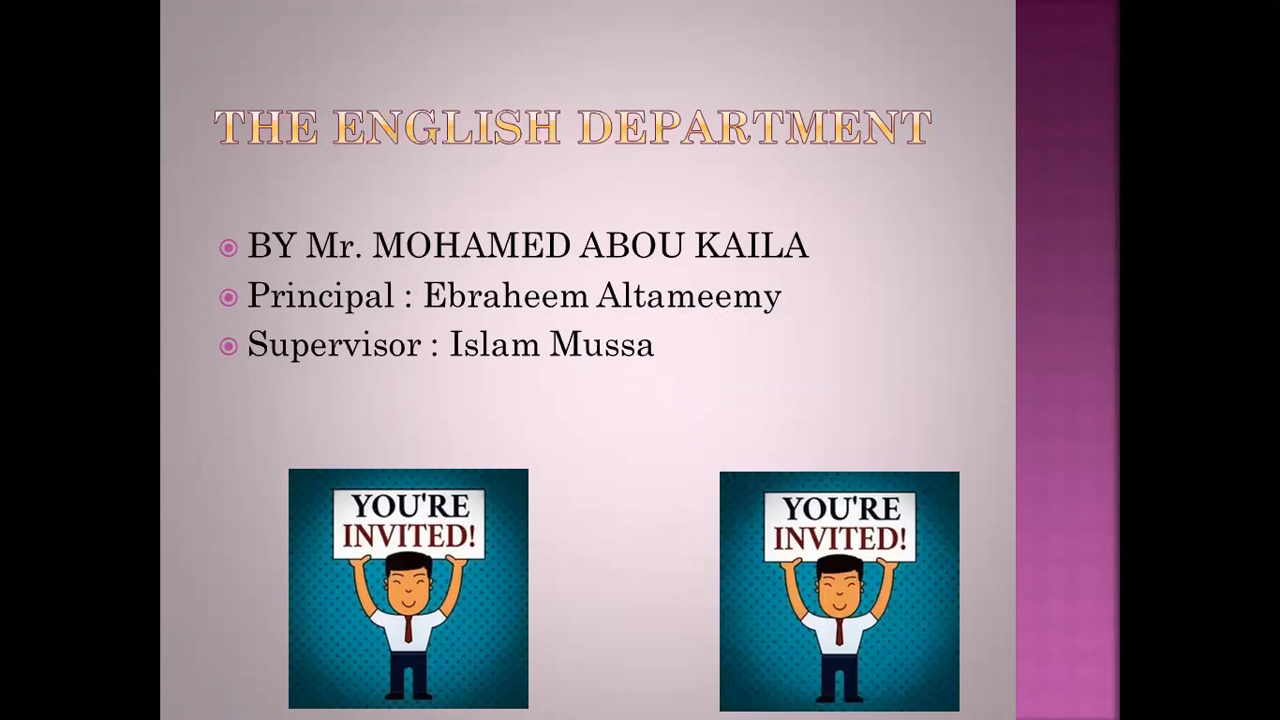 THE ENGLISH DEPARTMENT
BY Mr. MOHAMED ABOU KAILA
Principal : Ebraheem Altameemy
Supervisor : Islam Mussa
YOU'RE
INVITED!
YOU'RE
INVITED!